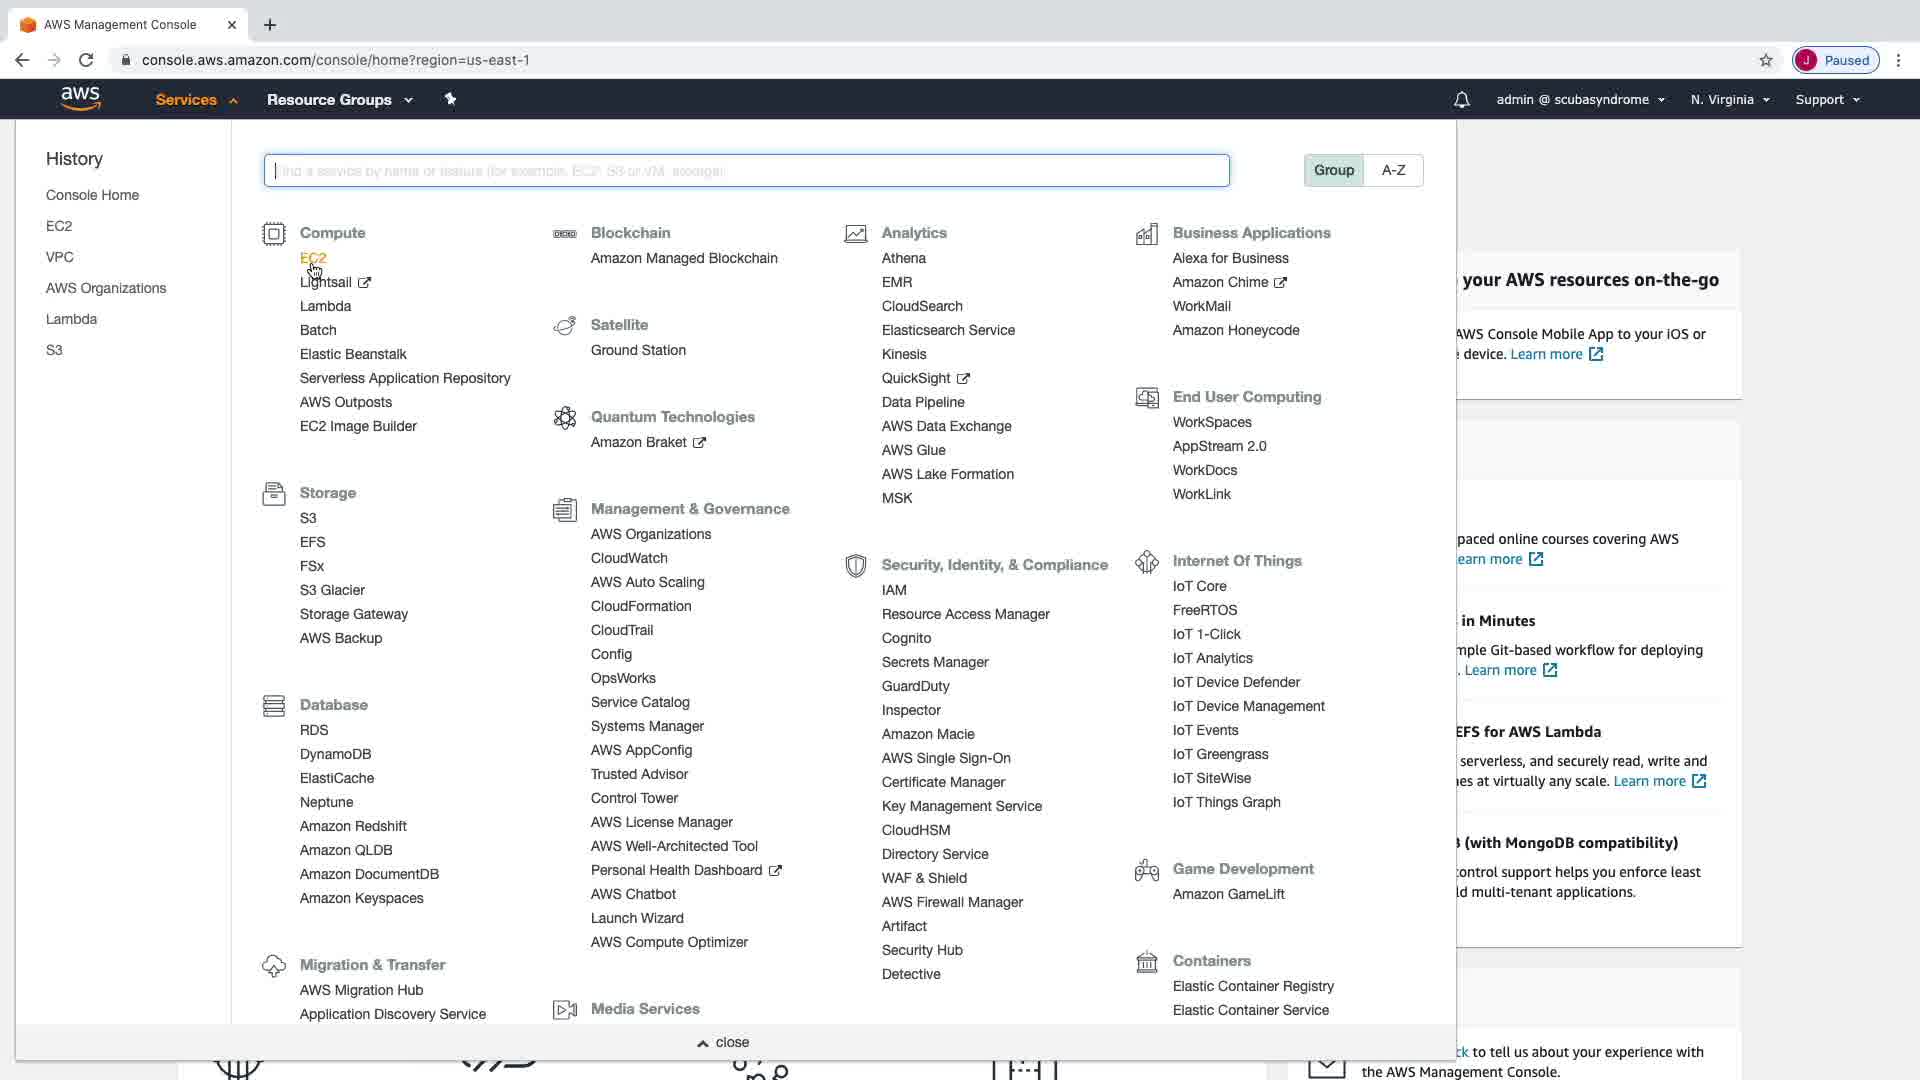 AWS Management Console
console.aws.amazon.com/console/home?region=us-east-1
J Paused
aws
Services
Resource Groups
admin @ scubasyndrome
N. Virginia
Support
History
Console Home
EC2
VPC
AWS Organizations
Lambda
S3
Find a service by name or feature (for example, EC2, S3 or VM, storage).
Group
A-Z
Compute
EC2
Lightsail
Lambda
Batch
Elastic Beanstalk
Serverless Application Repository
AWS Outposts
EC2 Image Builder
Storage
S3
EFS
FSx
S3 Glacier
Storage Gateway
AWS Backup
Database
RDS
DynamoDB
ElastiCache
Neptune
Amazon Redshift
Amazon QLDB
Amazon DocumentDB
Amazon Keyspaces
Migration & Transfer
AWS Migration Hub
Application Discovery Service
Blockchain
Amazon Managed Blockchain
Satellite
Ground Station
Quantum Technologies
Amazon Braket
Management & Governance
AWS Organizations
CloudWatch
AWS Auto Scaling
CloudFormation
CloudTrail
Config
OpsWorks
Service Catalog
Systems Manager
AWS AppConfig
Trusted Advisor
Control Tower
AWS License Manager
AWS Well-Architected Tool
Personal Health Dashboard
AWS Chatbot
Launch Wizard
AWS Compute Optimizer
Media Services
Analytics
Athena
EMR
CloudSearch
Elasticsearch Service
Kinesis
QuickSight
Data Pipeline
AWS Data Exchange
AWS Glue
AWS Lake Formation
MSK
Security, Identity, & Compliance
IAM
Resource Access Manager
Cognito
Secrets Manager
GuardDuty
Inspector
Amazon Macie
AWS Single Sign-On
Certificate Manager
Key Management Service
CloudHSM
Directory Service
WAF & Shield
AWS Firewall Manager
Artifact
Security Hub
Detective
Business Applications
Alexa for Business
Amazon Chime
WorkMail
Amazon Honeycode
End User Computing
WorkSpaces
AppStream 2.0
WorkDocs
WorkLink
Internet Of Things
IoT Core
FreeRTOS
IoT 1-Click
IoT Analytics
IoT Device Defender
IoT Device Management
IoT Events
IoT Greengrass
IoT SiteWise
IoT Things Graph
Game Development
Amazon GameLift
Containers
Elastic Container Registry
Elastic Container Service
close
your AWS resources on-the-go
AWS Console Mobile App to your iOS or
device. Learn more
paced online courses covering AWS
earn more
in Minutes
mple Git-based workflow for deploying
. Learn more
EFS for AWS Lambda
serverless, and securely read, write and
es at virtually any scale. Learn more
(with MongoDB compatibility)
control support helps you enforce least
ld multi-tenant applications.
ck to tell us about your experience with
the AWS Management Console.